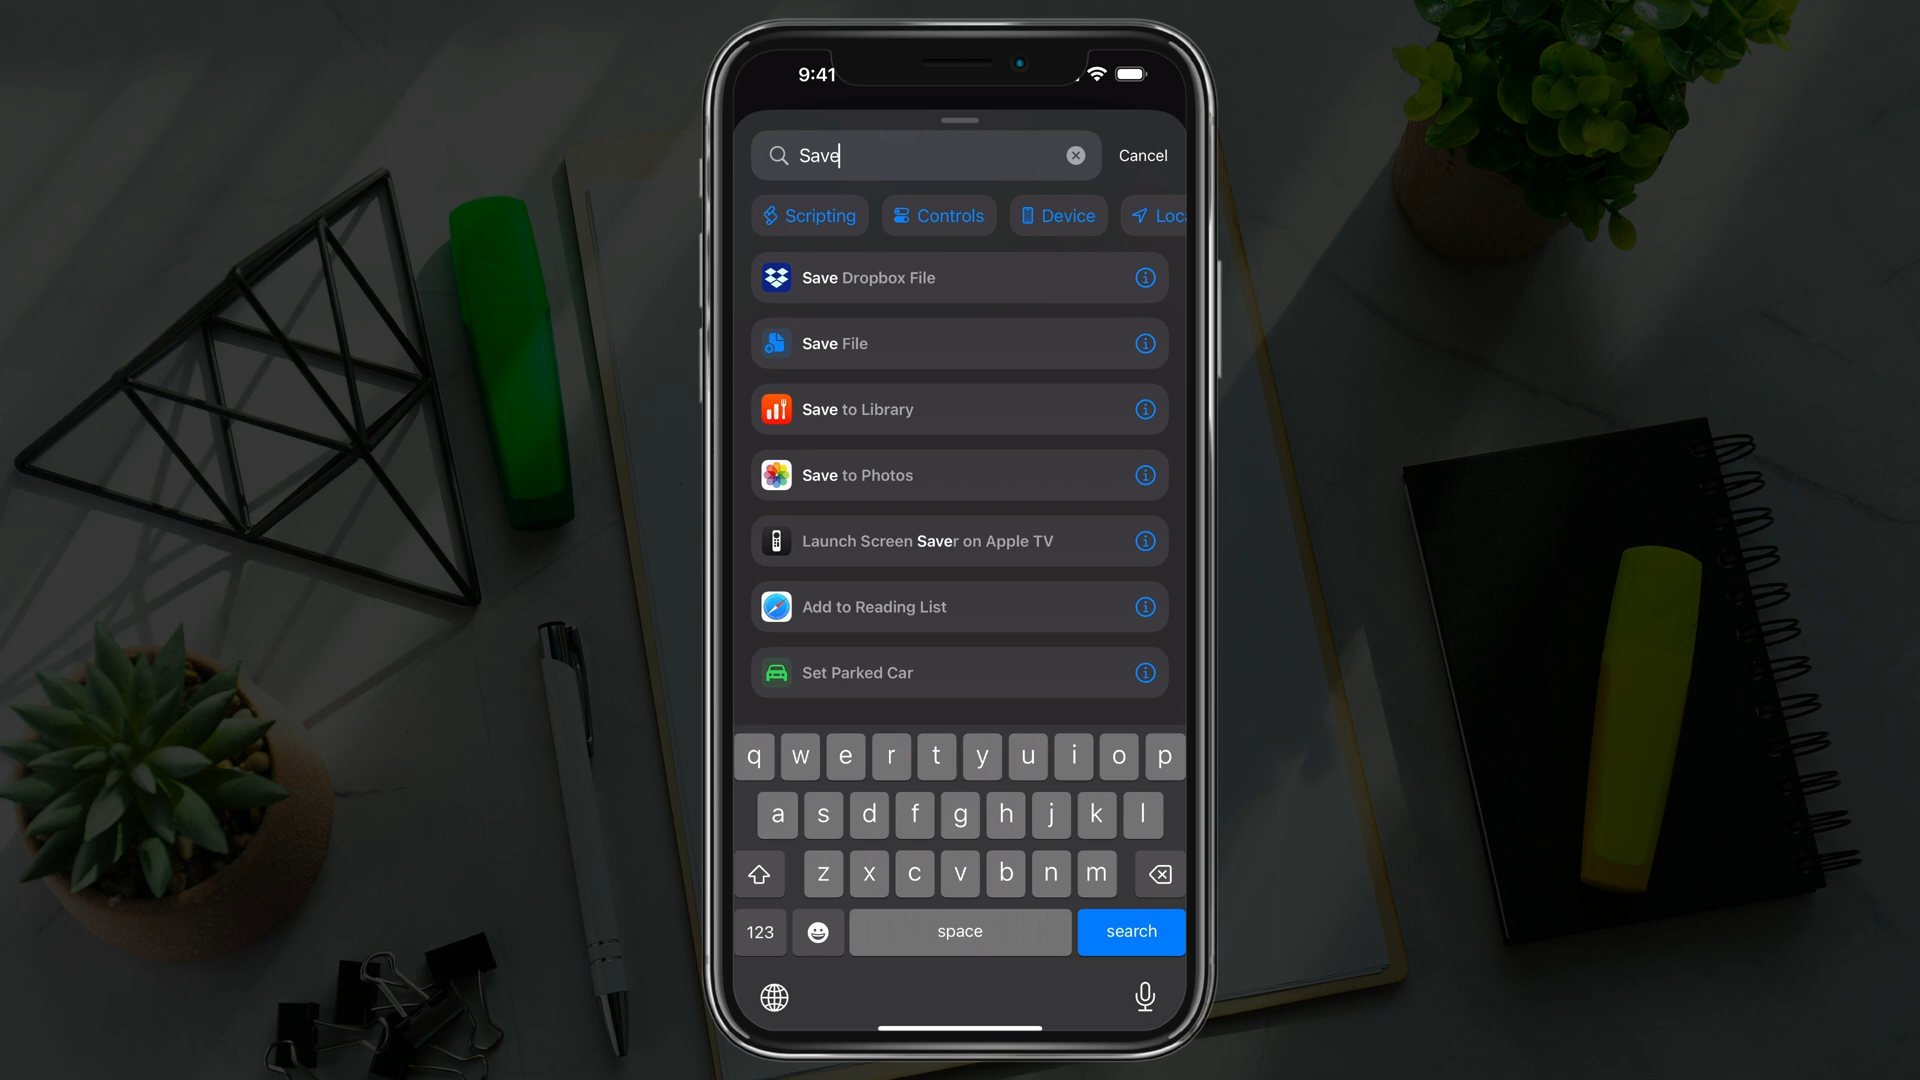 9:41
Save
Cancel
Scripting
Controls
Device
Loc
Save Dropbox File
Save File
Save to Library
Save to Photos
Launch Screen Saver on Apple TV
Add to Reading List
Set Parked Car
q w e r t y u i o p
a s d f g h j k l
z x c v b n m
123
space
search